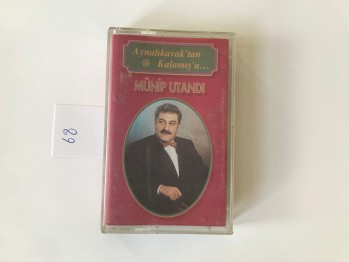 Aynalıkavak'tan
Kalamış'a...
MÜNİP UTANDI
68